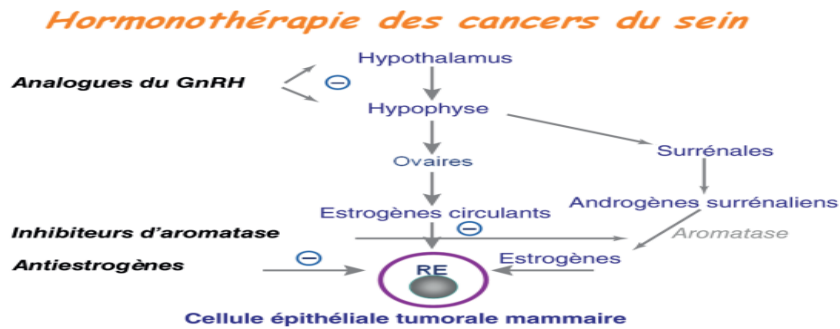 Hormonothérapie des cancers du sein
Hypothalamus
Analogues du GnRH
Hypophyse
Surrénales
Ovaires
Androgènes surrénaliens
Estrogènes circulants
Inhibiteurs d'aromatase
Aromatase
Antiestrogènes
RE
Estrogènes
Cellule épithéliale tumorale mammaire